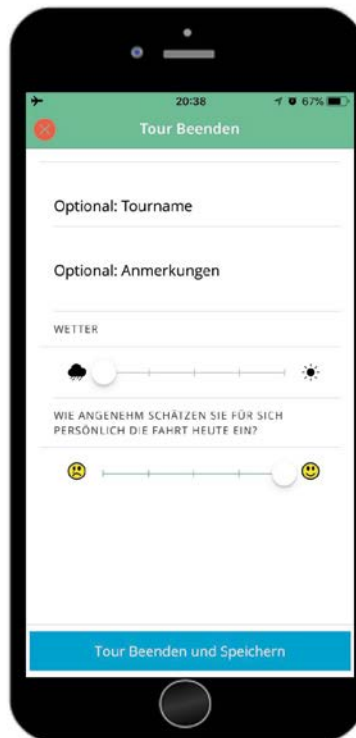 20:38
67%
Tour Beenden
Optional: Tourname
Optional: Anmerkungen
WETTER
WIE ANGENEHM SCHÄTZEN SIE FÜR SICH
PERSÖNLICH DIE FAHRT HEUTE EIN?
Tour Beenden und Speichern